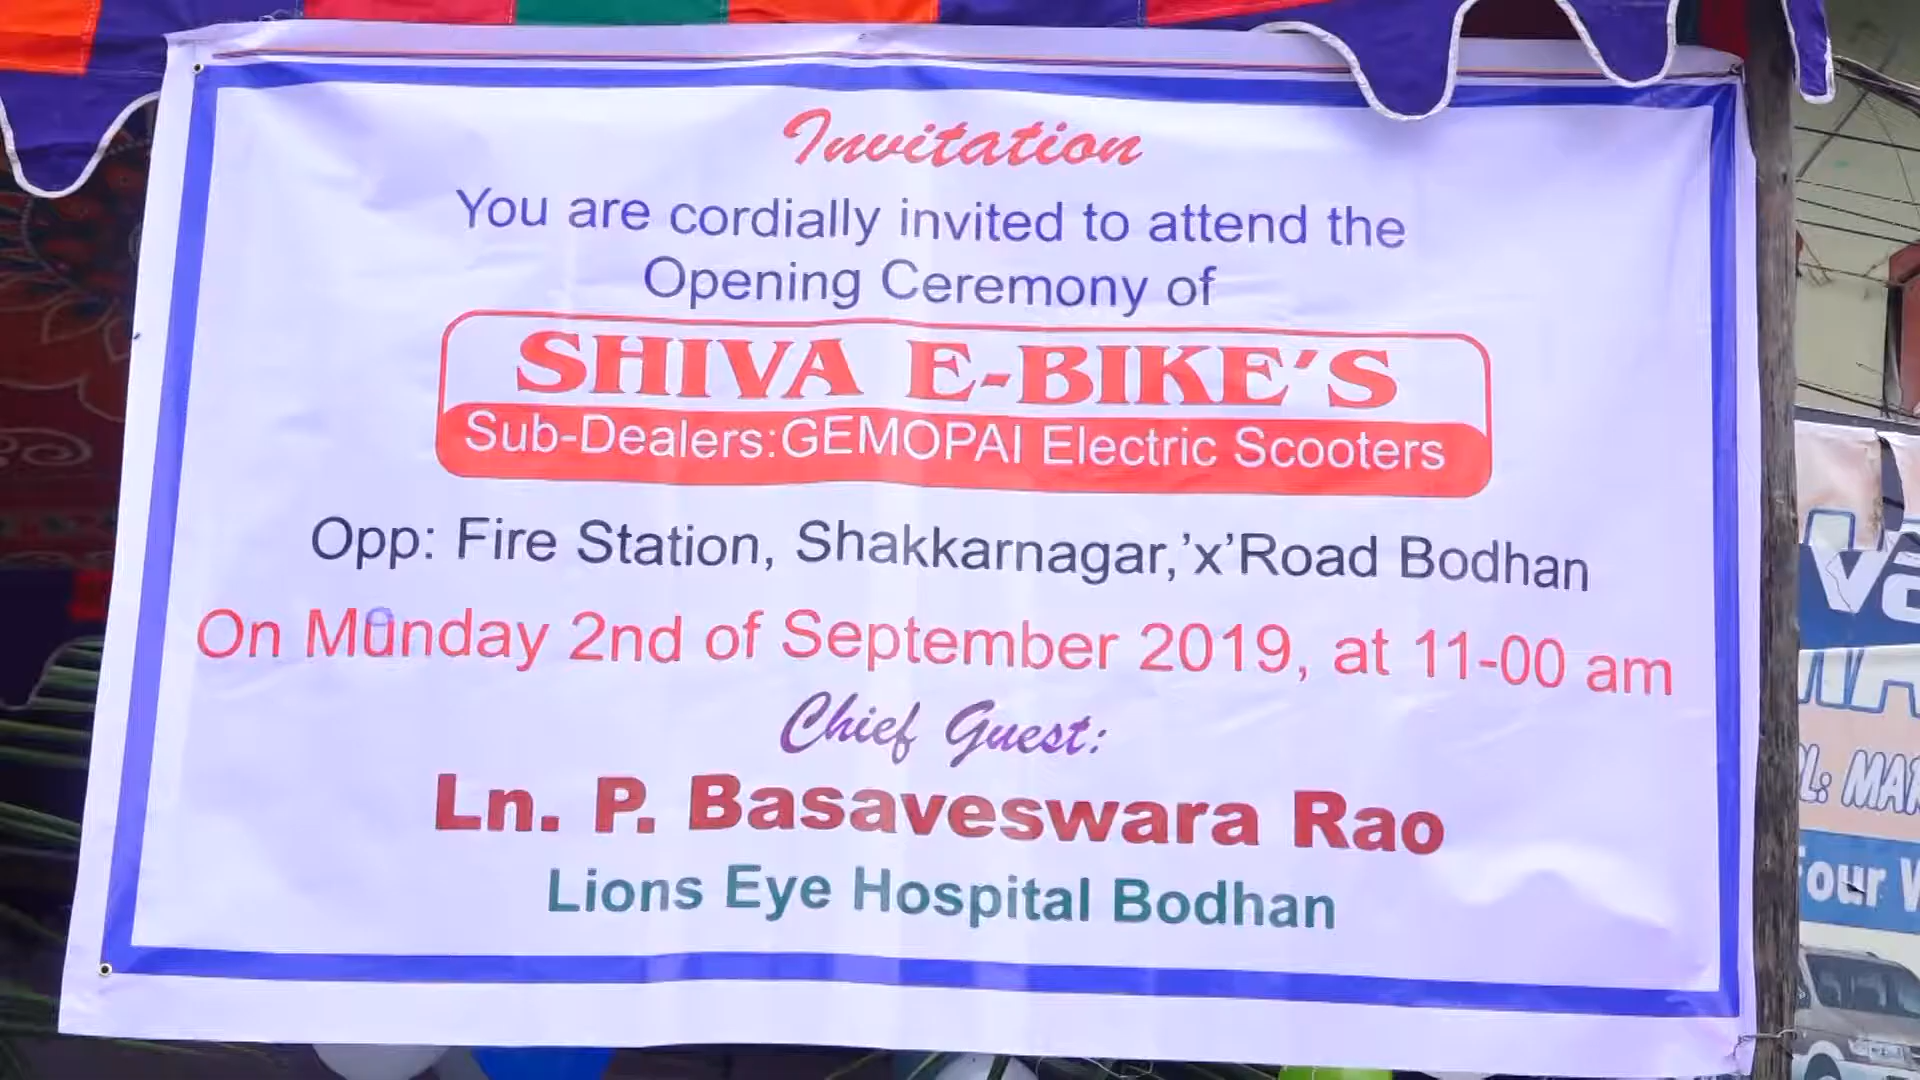 Invitation
You are cordially invited to attend the
Opening Ceremony of
SHIVA E-BIKE'S
Sub-Dealers:GEMOPAI Electric Scooters
Opp: Fire Station, Shakkarnagar,'x'Road Bodhan
On Munday 2nd of September 2019, at 11-00 am
Chief Guest:
Ln. P. Basaveswara Rao
Lions Eye Hospital Bodhan